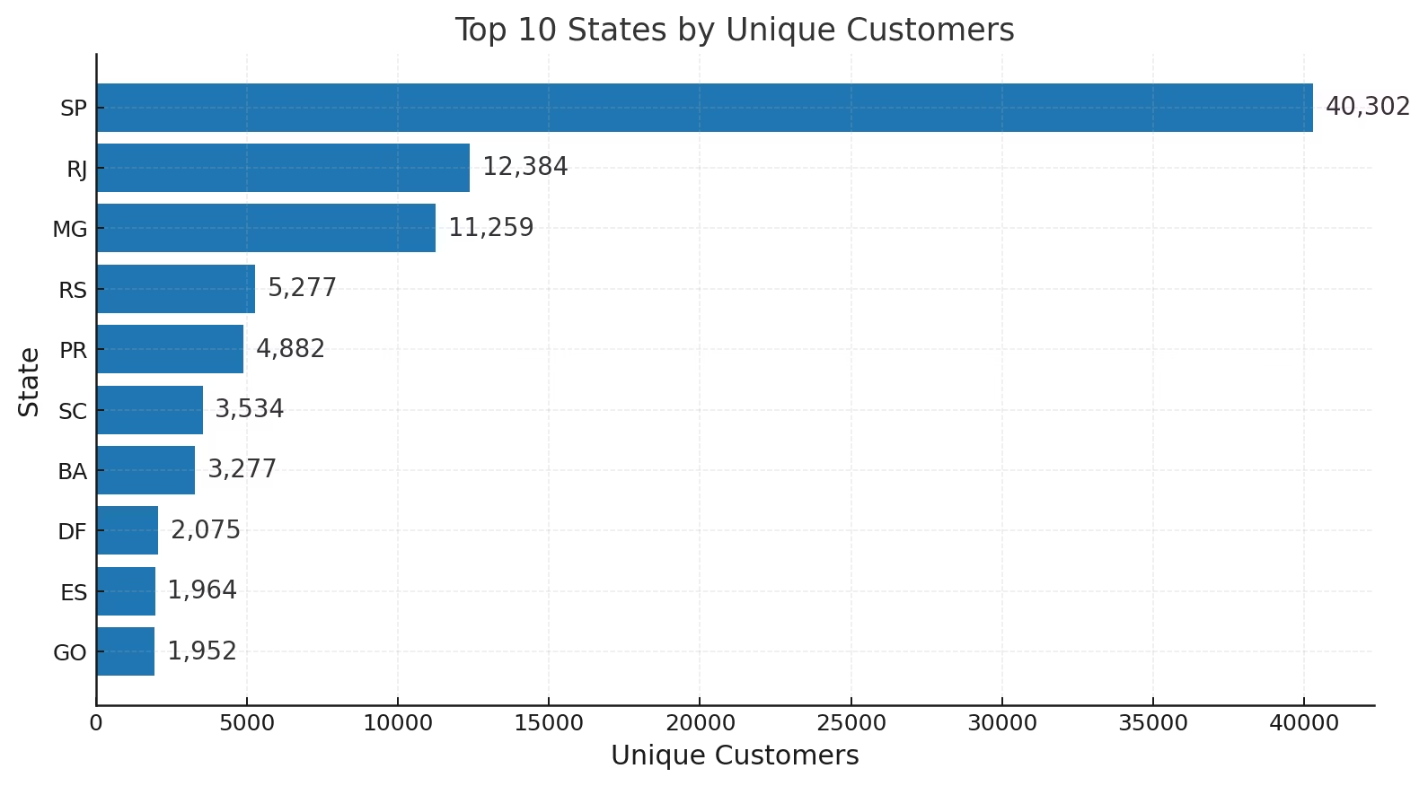 Top 10 States by Unique Customers
SP 40,302
RJ 12,384
MG 11,259
RS 5,277
PR 4,882
SC 3,534
BA 3,277
DF 2,075
ES 1,964
GO 1,952
State
0 5000 10000 15000 20000 25000 30000 35000 40000
Unique Customers